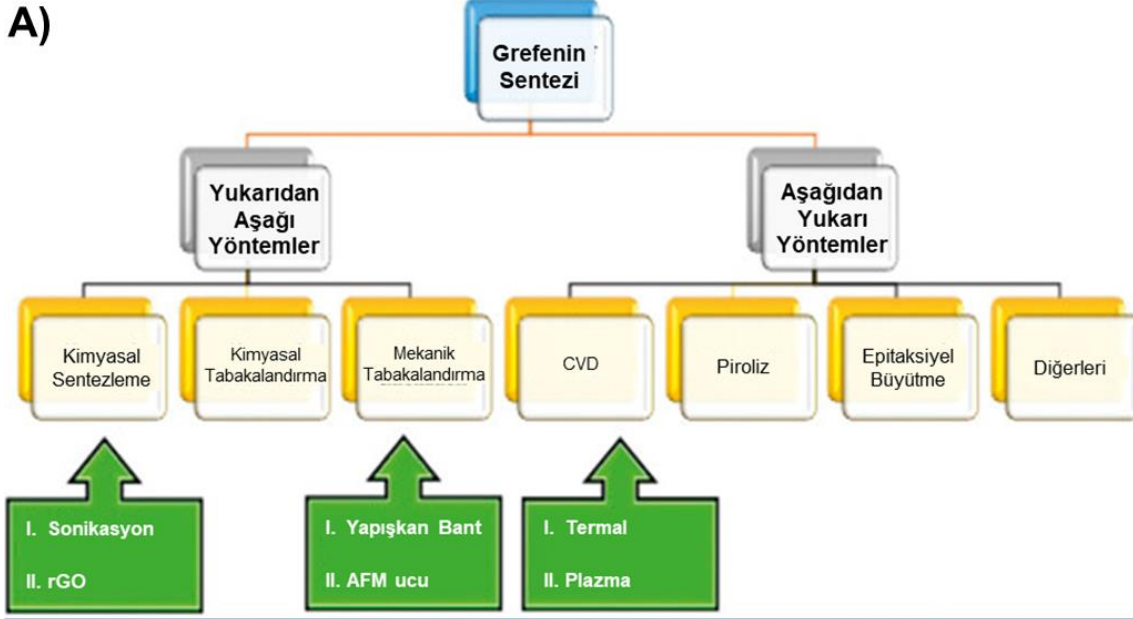 A)
Grefenin
Sentezi
Yukarıdan
Aşağı
Yöntemler
Aşağıdan
Yukarı
Yöntemler
Kimyasal
Sentezleme
Kimyasal
Tabakalandırma
Mekanik
Tabakalandırma
CVD
Piroliz
Epitaksiyel
Büyütme
Diğerleri
I. Sonikasyon
II. rGO
I. Yapışkan Bant
II. AFM ucu
I. Termal
II. Plazma